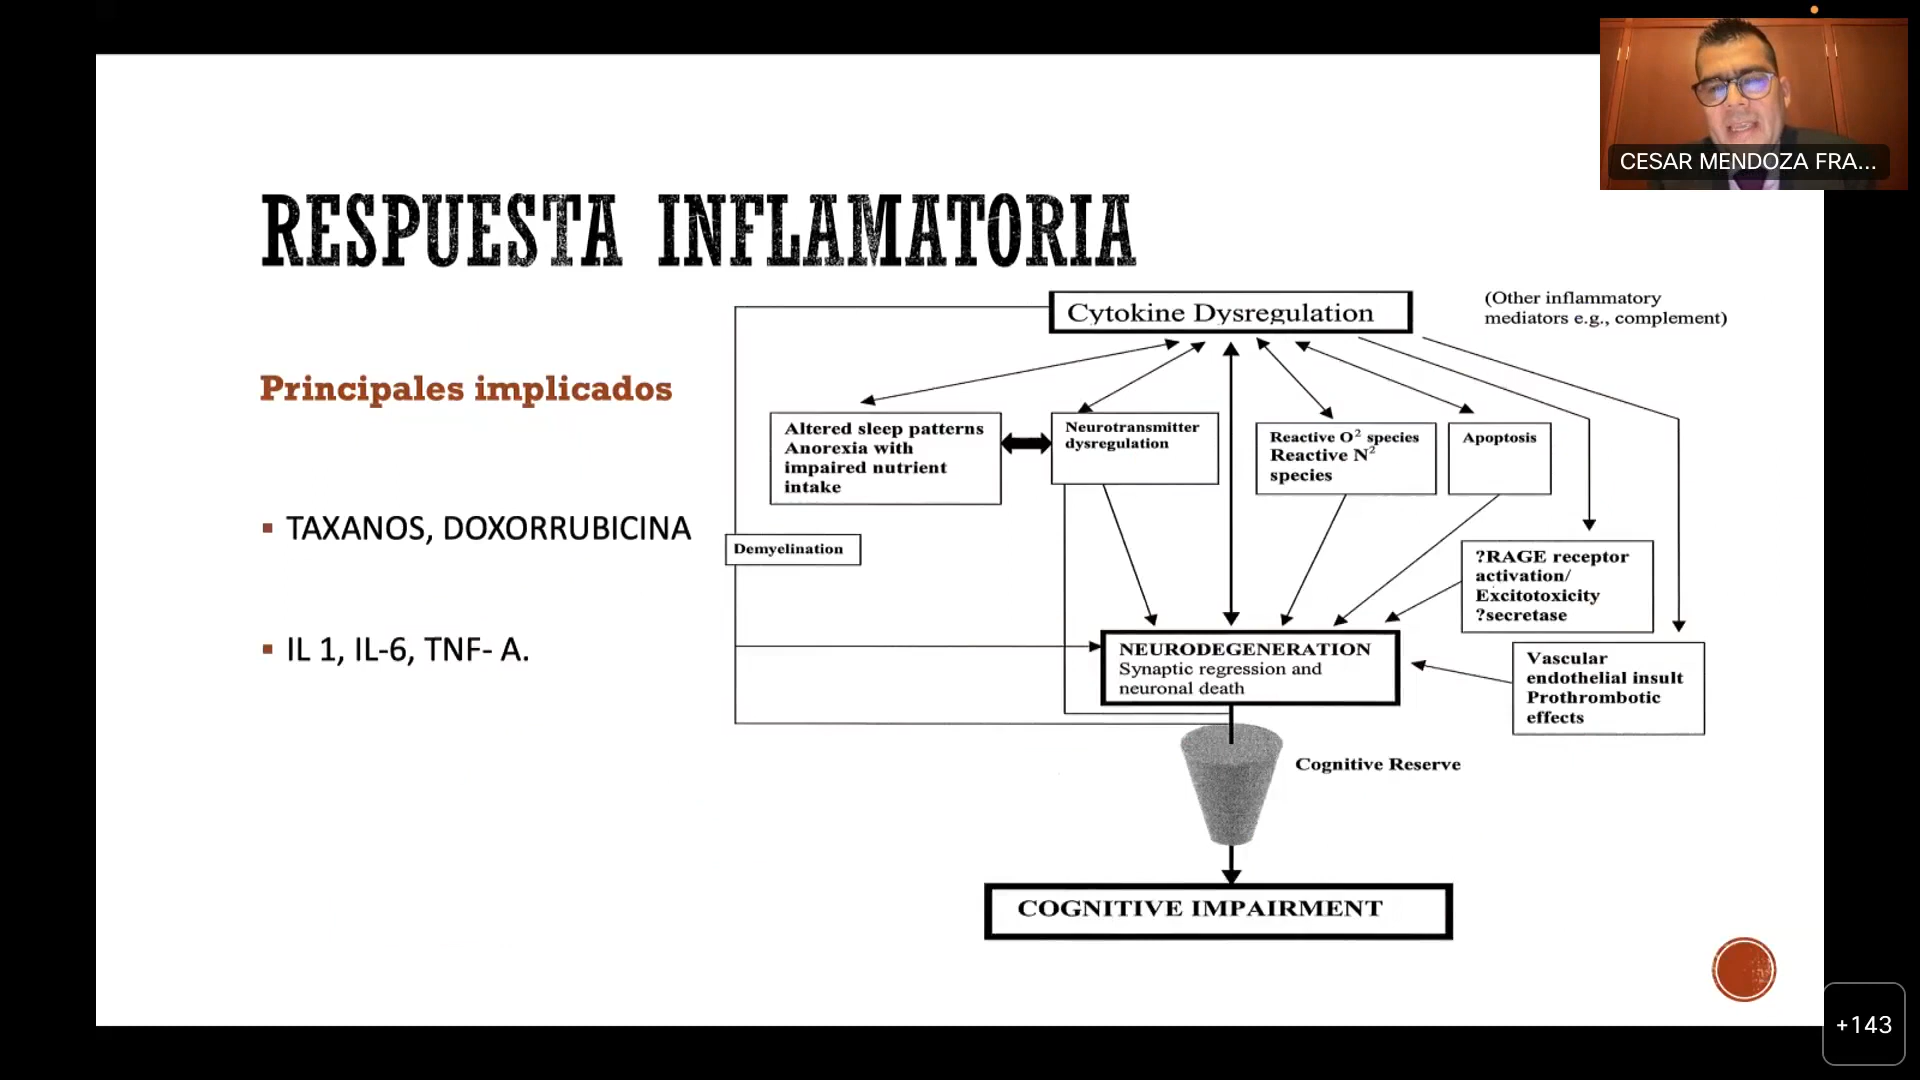 CESAR MENDOZA FRA...
RESPUESTA INFLAMATORIA
Principales implicados
▪ TAXANOS, DOXORRUBICINA
▪ IL 1, IL-6, TNF- A.
Cytokine Dysregulation
(Other inflammatory
mediators e.g., complement)
Altered sleep patterns
Anorexia with
impaired nutrient
intake
Neurotransmitter
dysregulation
Reactive O² species
Reactive N²
species
Apoptosis
Demyelination
?RAGE receptor
activation/
Excitotoxicity
?secretase
NEURODEGENERATION
Synaptic regression and
neuronal death
Vascular
endothelial insult
Prothrombotic
effects
Cognitive Reserve
COGNITIVE IMPAIRMENT
+143